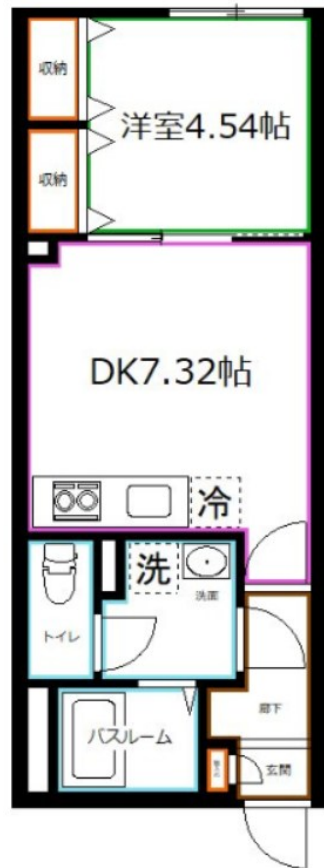 収納
洋室4.54帖
収納
DK7.32帖
冷
洗
洗面
トイレ
廊下
バスルーム
玄関